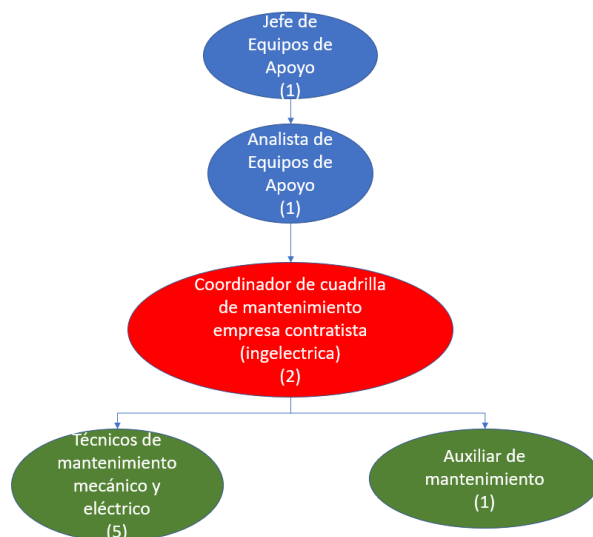 Jefe de
Equipos de
Apoyo
(1)
Analista de
Equipos de
Apoyo
(1)
Coordinador de cuadrilla
de mantenimiento
empresa contratista
(ingelectrica)
(2)
Técnicos de
mantenimiento
mecánico y
eléctrico
(5)
Auxiliar de
mantenimiento
(1)